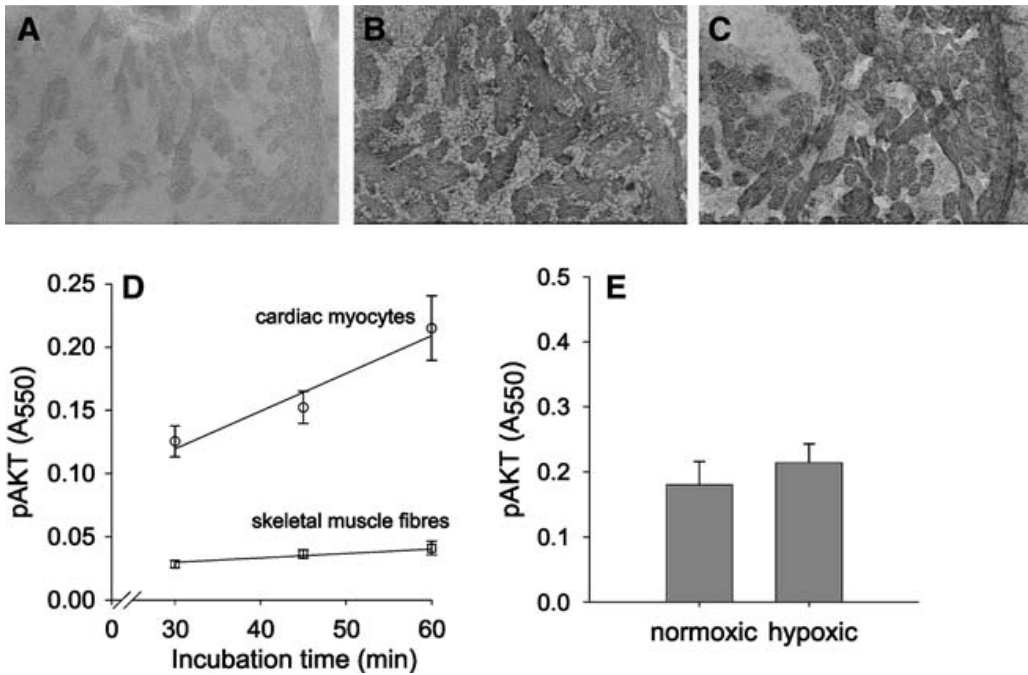 A
B
C
D
0.25
0.20
0.15
0.10
0.05
0.00
pAKT (A550)
cardiac myocytes
skeletal muscle fibres
0 30 40 50 60
Incubation time (min)
E
0.5
0.4
0.3
0.2
0.1
0.0
pAKT (A550)
normoxic hypoxic